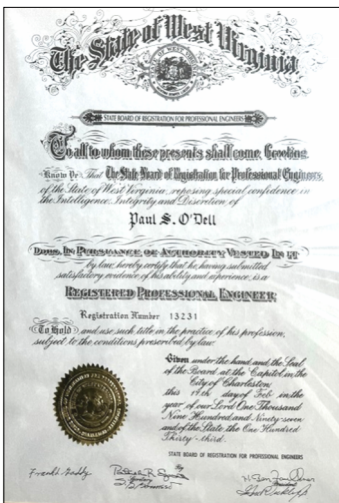 The State of West Virginia
STATE BOARD OF REGISTRATION FOR PROFESSIONAL ENGINEERS
To all to whom these presents shall come, Greeting
Know Ye, That The State Board of Registration for Professional Engineers
of the State of West Virginia, reposing special confidence in
the Intelligence, Integrity and Discretion of
Paul S. O'Dell
Does, In Pursuance of Authority Vested In It
by law, hereby certify that he having submitted
satisfactory evidence of his ability and experience, is a
Registered Professional Engineer,
Registration Number 13231
To Hold and use such title in the practice of his profession,
subject to the conditions prescribed by law.
Given under the hand and the Seal
of the Board at the Capitol in the
City of Charleston
this 19th day of Feb in the
year of our Lord One Thousand
Nine Hundred and Ninety-seven
and of the State the One Hundred
Thirty-third.
STATE BOARD OF REGISTRATION FOR PROFESSIONAL ENGINEERS
By